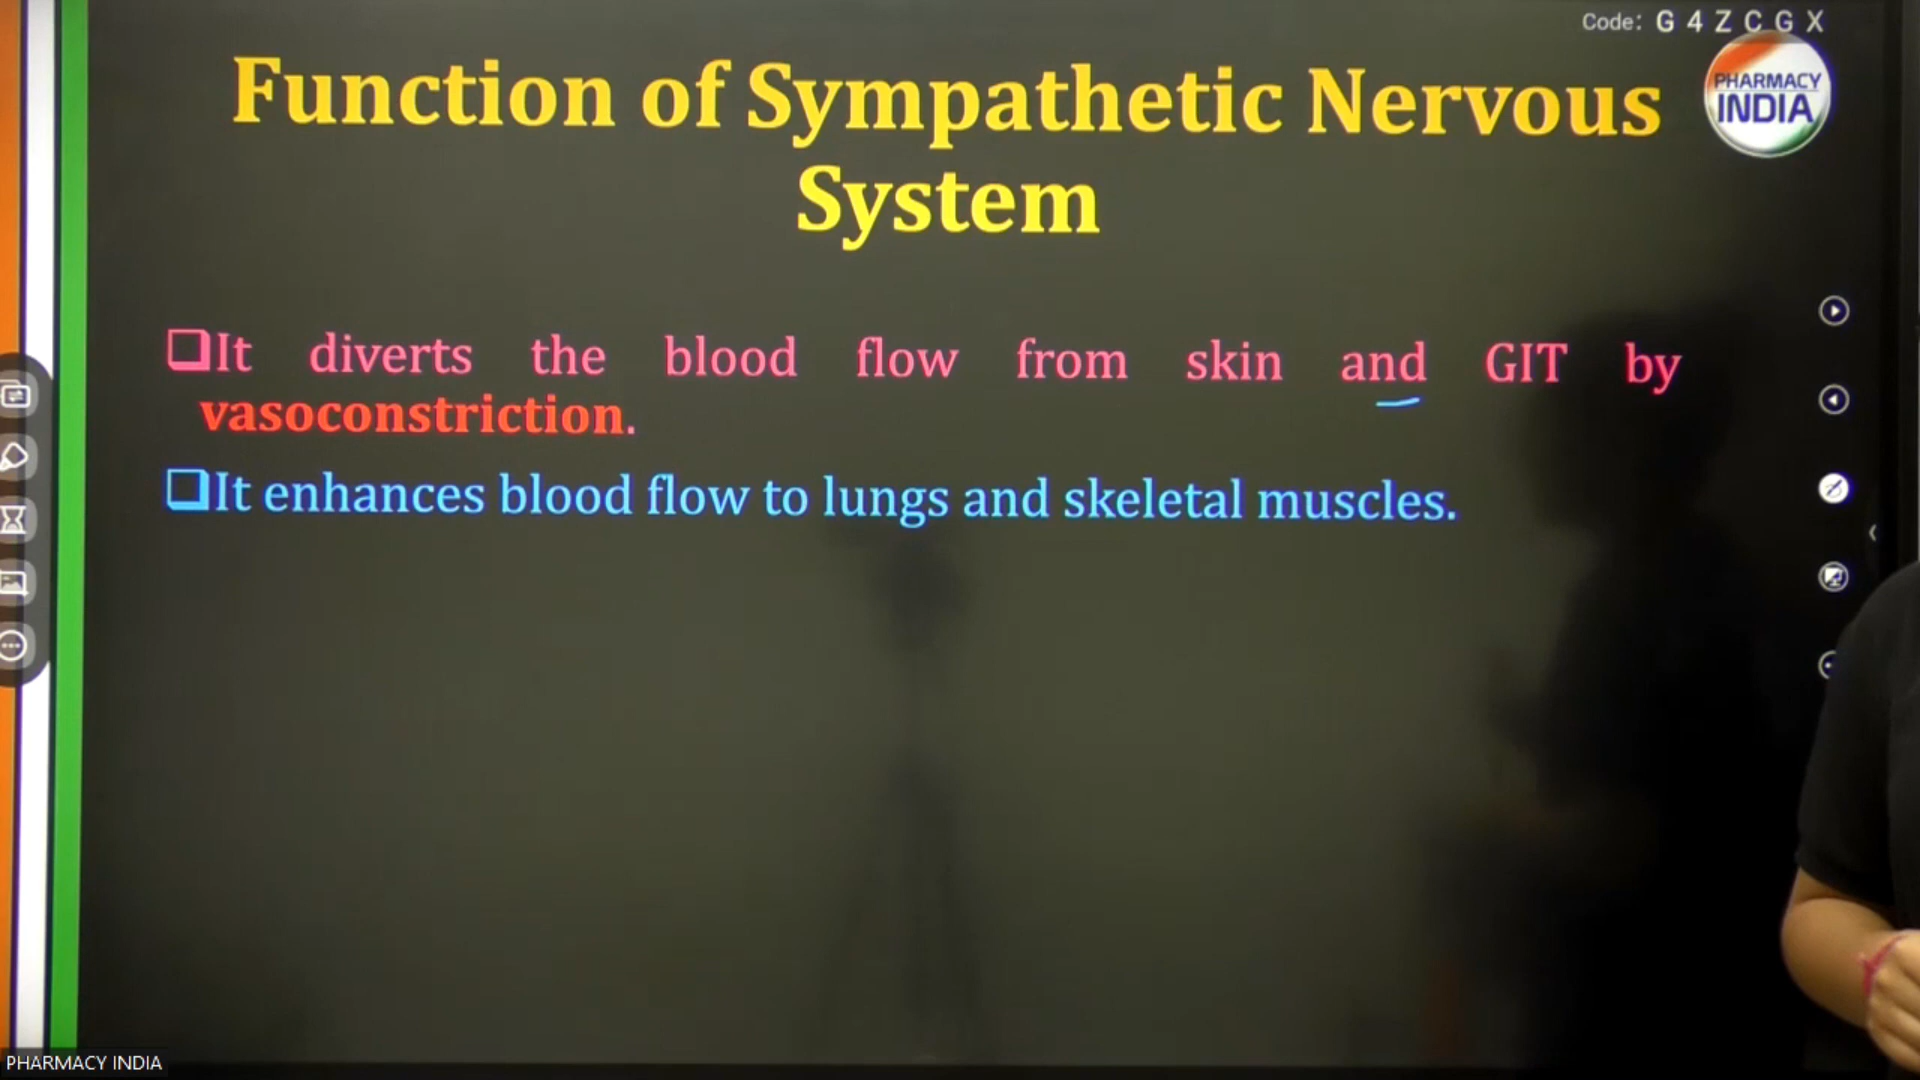 Code: G 4 Z C G X
PHARMACY
INDIA
Function of Sympathetic Nervous
System
❑It diverts the blood flow from skin and GIT by
vasoconstriction.
❑It enhances blood flow to lungs and skeletal muscles.
PHARMACY INDIA